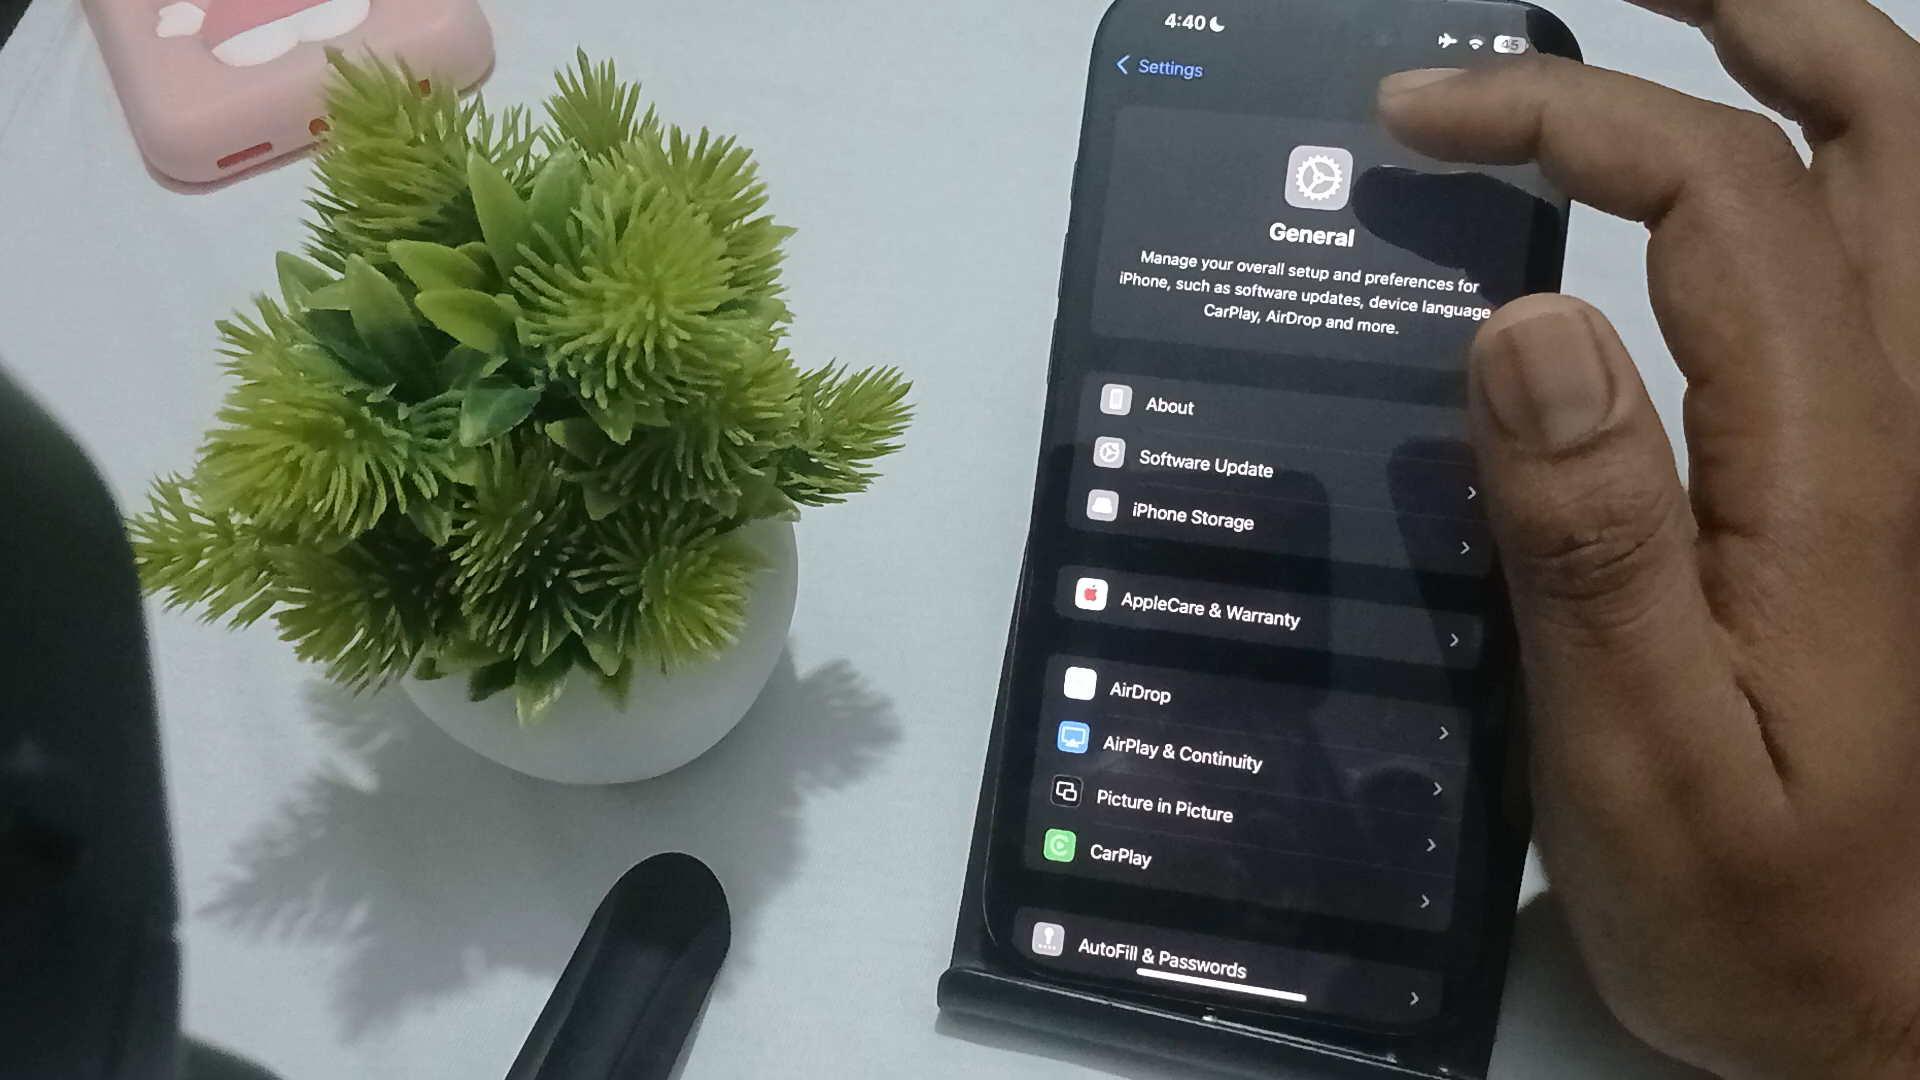 4:40
45
Settings
General
Manage your overall setup and preferences for
iPhone, such as software updates, device language
CarPlay, AirDrop and more.
About
Software Update
iPhone Storage
AppleCare & Warranty
AirDrop
AirPlay & Continuity
Picture in Picture
CarPlay
AutoFill & Passwords